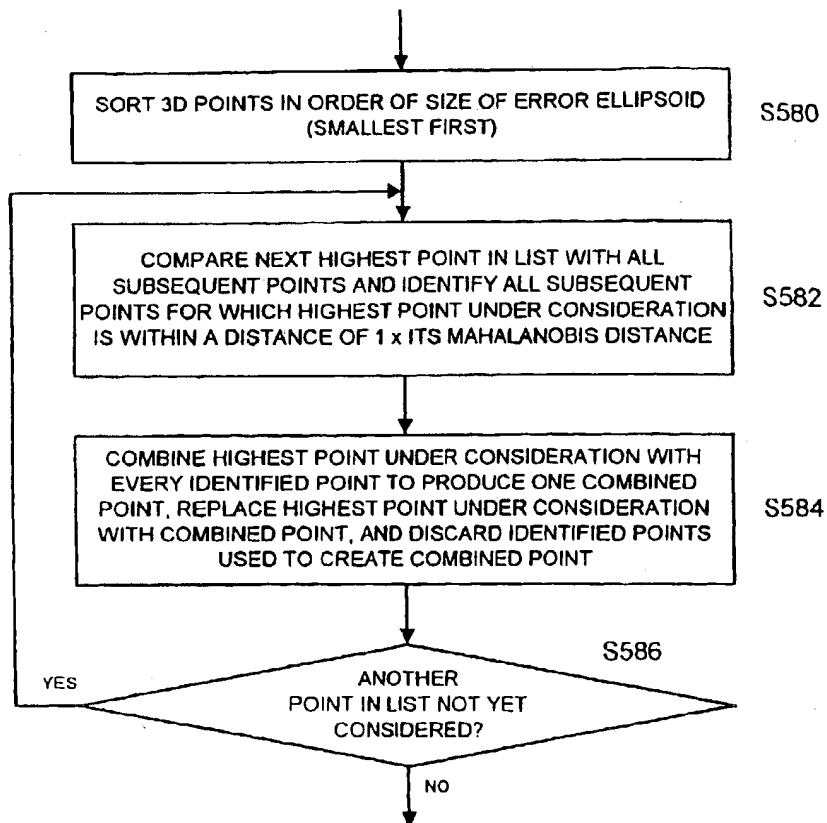 SORT 3D POINTS IN ORDER OF SIZE OF ERROR ELLIPSOID
(SMALLEST FIRST)
S580
COMPARE NEXT HIGHEST POINT IN LIST WITH ALL
SUBSEQUENT POINTS AND IDENTIFY ALL SUBSEQUENT
POINTS FOR WHICH HIGHEST POINT UNDER CONSIDERATION
IS WITHIN A DISTANCE OF 1 x ITS MAHALANOBIS DISTANCE
S582
COMBINE HIGHEST POINT UNDER CONSIDERATION WITH
EVERY IDENTIFIED POINT TO PRODUCE ONE COMBINED
POINT, REPLACE HIGHEST POINT UNDER CONSIDERATION
WITH COMBINED POINT, AND DISCARD IDENTIFIED POINTS
USED TO CREATE COMBINED POINT
S584
S586
YES
ANOTHER
POINT IN LIST NOT YET
CONSIDERED?
NO